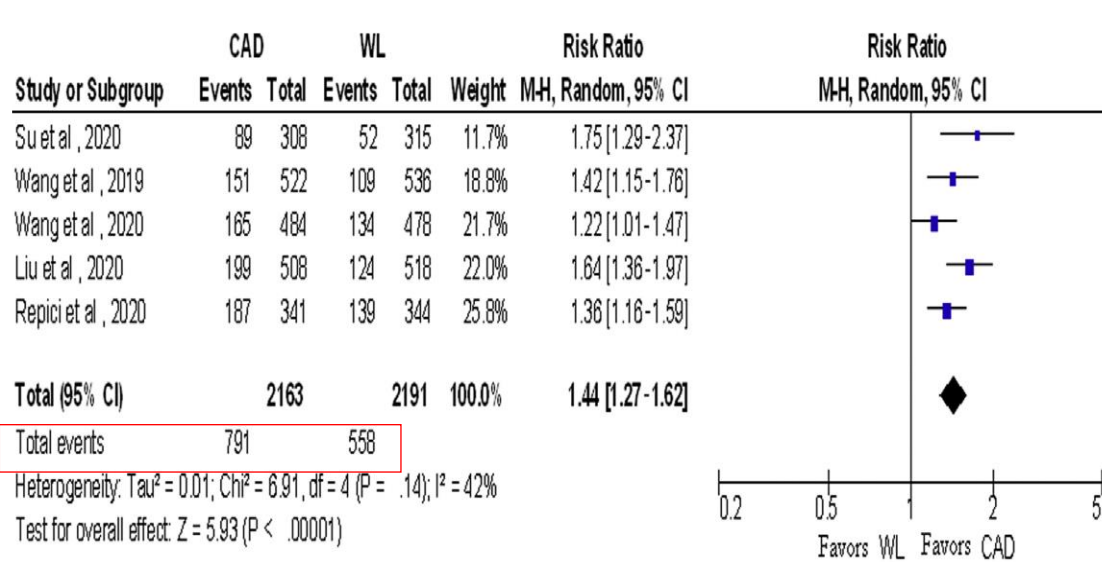 CAD WL Risk Ratio Risk Ratio
Study or Subgroup Events Total Events Total Weight M-H, Random, 95% CI M-H, Random, 95% CI
Su et al , 2020 89 308 52 315 11.7% 1.75 [1.29-2.37]
Wang et al , 2019 151 522 109 536 18.8% 1.42 [1.15-1.76]
Wang et al , 2020 165 484 134 478 21.7% 1.22 [1.01-1.47]
Liu et al , 2020 199 508 124 518 22.0% 1.64 [1.36-1.97]
Repici et al , 2020 187 341 139 344 25.8% 1.36 [1.16-1.59]
Total (95% CI) 2163 2191 100.0% 1.44 [1.27-1.62]
Total events 791 558
Heterogeneity: Tau² = 0.01; Chi² = 6.91, df = 4 (P = .14); I² = 42%
Test for overall effect: Z = 5.93 (P < .00001)
0.2 0.5 1 2 5
Favors WL Favors CAD